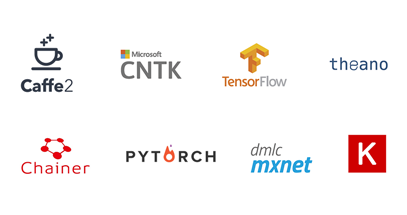 Caffe2
Microsoft
CNTK
TensorFlow
theano
Chainer
PYTORCH
dmlc
mxnet
K